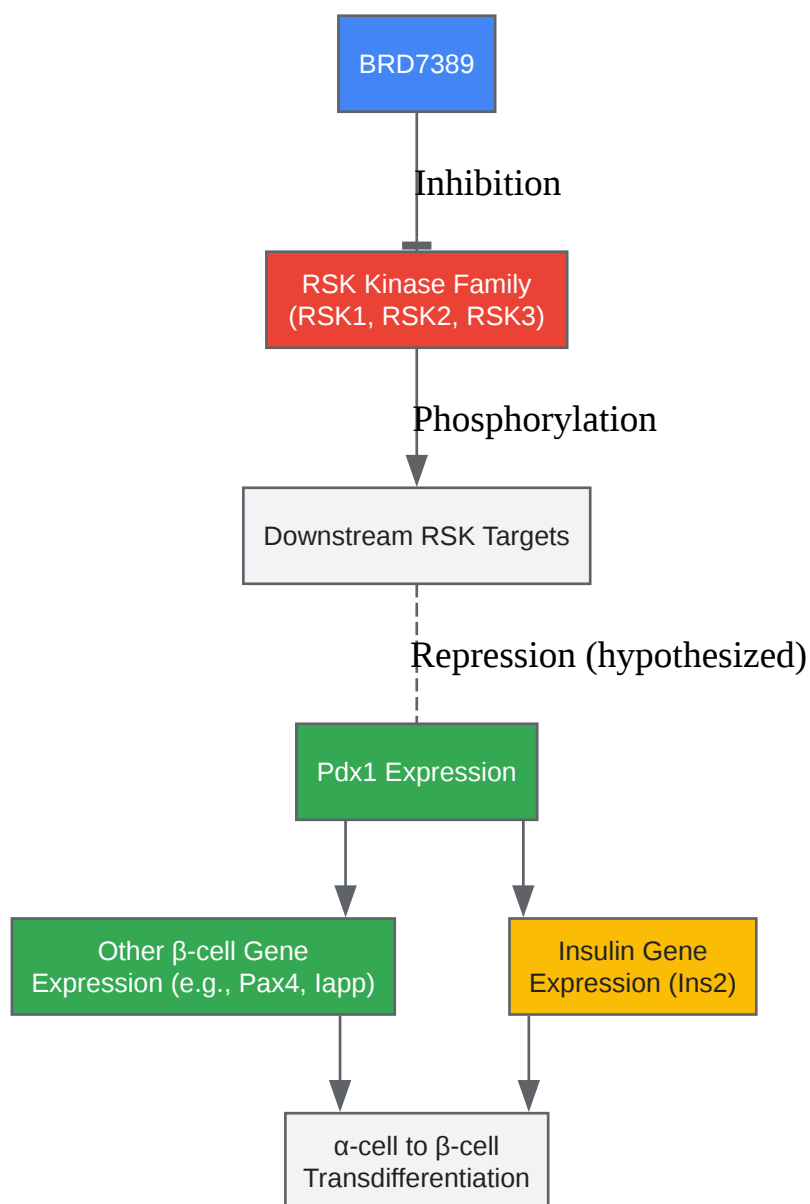 BRD7389
Inhibition
RSK Kinase Family
(RSK1, RSK2, RSK3)
Phosphorylation
Downstream RSK Targets
Repression (hypothesized)
Pdx1 Expression
Other β-cell Gene
Expression (e.g., Pax4, Iapp)
Insulin Gene
Expression (Ins2)
α-cell to β-cell
Transdifferentiation